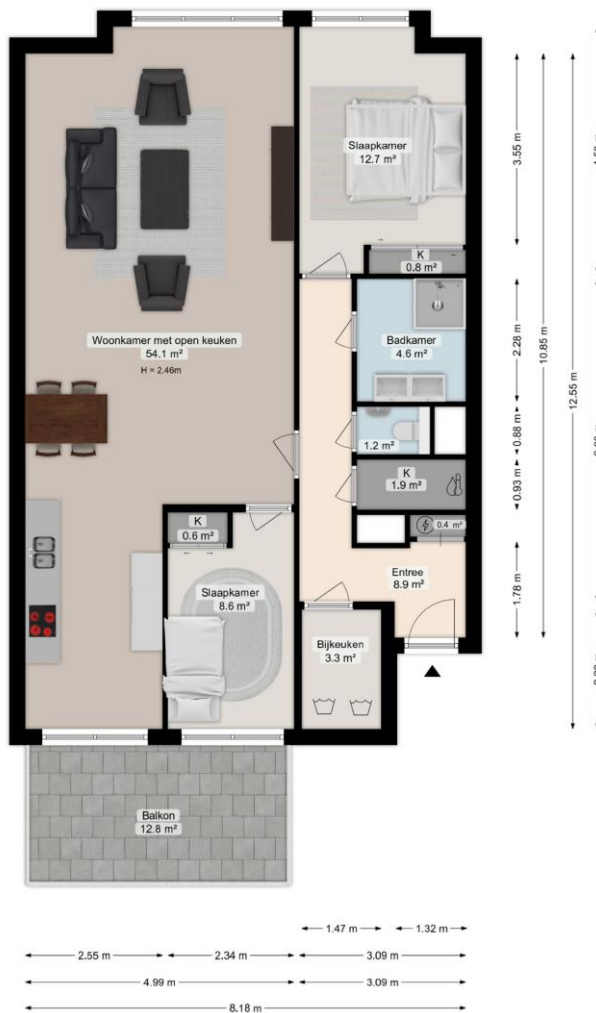 Slaapkamer
12.7 m²
K
0.8 m²
Woonkamer met open keuken
54.1 m²
H = 2.46m
Badkamer
4.6 m²
1.2 m²
K
1.9 m²
K
0.6 m²
0.4 m²
Slaapkamer
8.6 m²
Entree
8.9 m²
Bijkeuken
3.3 m²
Balkon
12.8 m²
3.55 m
2.28 m
0.88 m
0.93 m
1.78 m
10.85 m
12.55 m
1.47 m
1.32 m
2.55 m
2.34 m
3.09 m
4.99 m
3.09 m
8.18 m